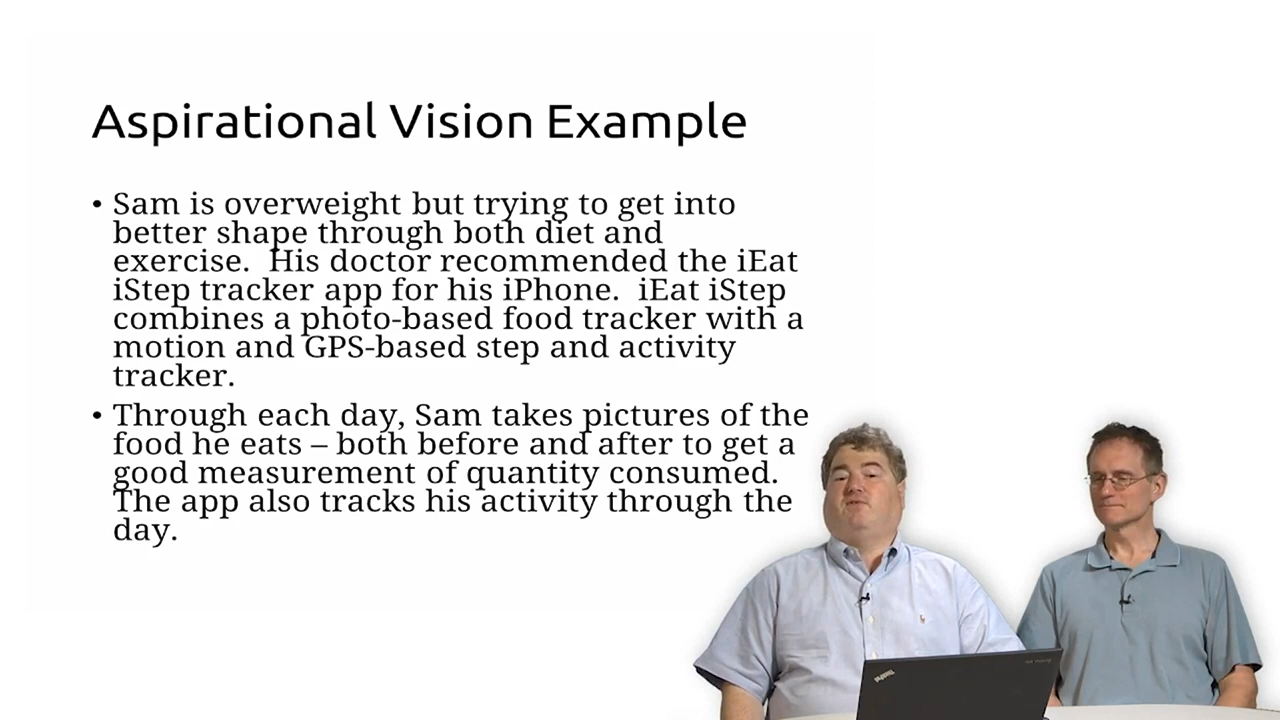 Aspirational Vision Example
• Sam is overweight but trying to get into
better shape through both diet and
exercise.  His doctor recommended the iEat
iStep tracker app for his iPhone.  iEat iStep
combines a photo-based food tracker with a
motion and GPS-based step and activity
tracker.
• Through each day, Sam takes pictures of the
food he eats – both before and after to get a
good measurement of quantity consumed.
The app also tracks his activity through the
day.
ThinkPad